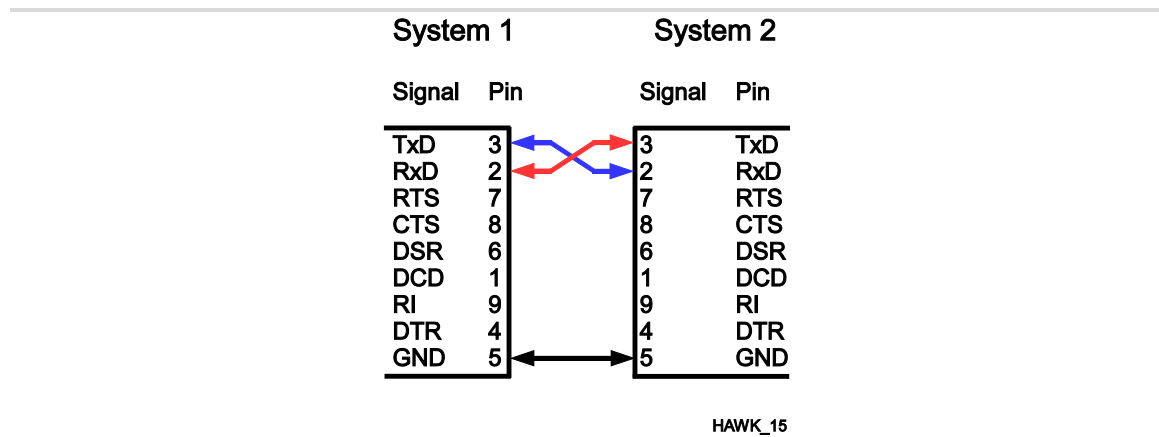 System 1 System 2
Signal Pin Signal Pin
TxD 3 3 TxD
RxD 2 2 RxD
RTS 7 7 RTS
CTS 8 8 CTS
DSR 6 6 DSR
DCD 1 1 DCD
RI 9 9 RI
DTR 4 4 DTR
GND 5 5 GND
HAWK_15